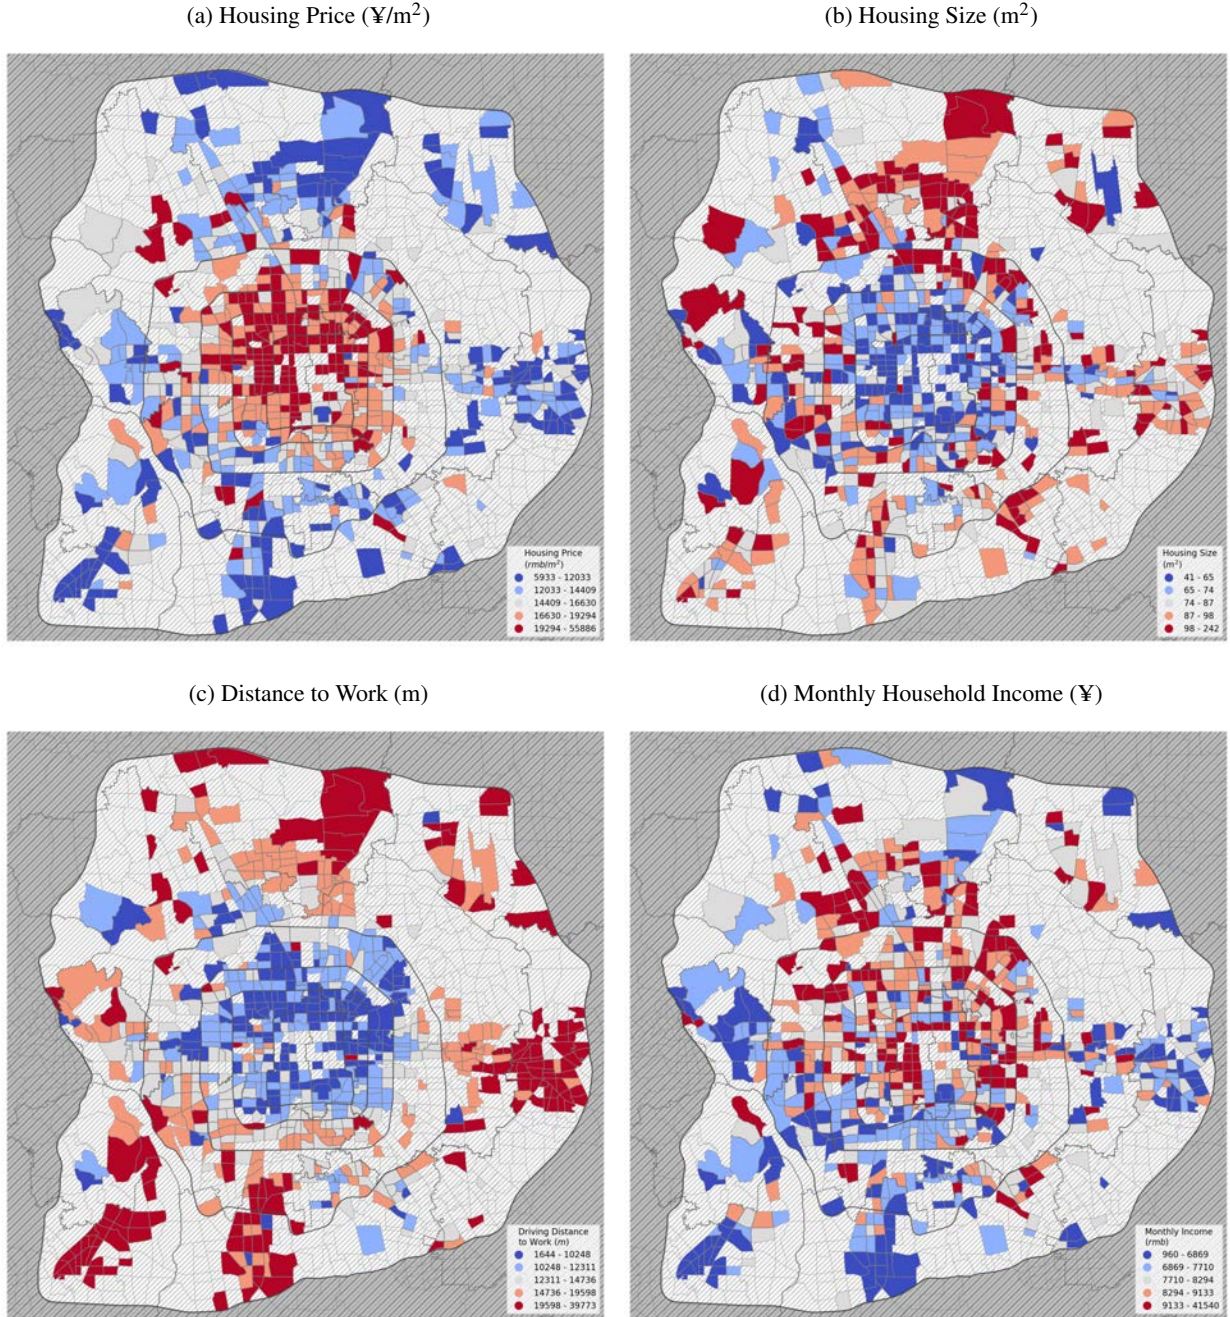 (a) Housing Price (¥/m²)
(b) Housing Size (m²)
Housing Price
(rmb/m²)
5933 - 12033
12033 - 14409
14409 - 16630
16630 - 19294
19294 - 55886
Housing Size
(m²)
41 - 65
65 - 74
74 - 87
87 - 98
98 - 242
(c) Distance to Work (m)
(d) Monthly Household Income (¥)
Driving Distance
to Work (m)
1644 - 10248
10248 - 12311
12311 - 14736
14736 - 19598
19598 - 39773
Monthly Income
(rmb)
960 - 6869
6869 - 7710
7710 - 8294
8294 - 9133
9133 - 41540